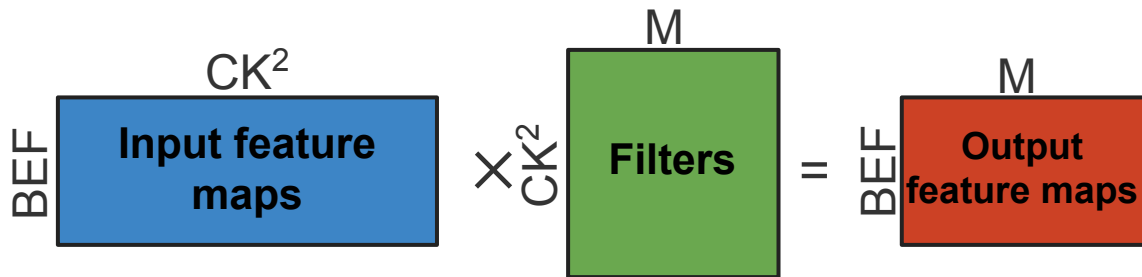 CK²
BEF
Input feature
maps
×
CK²
M
Filters
=
BEF
M
Output
feature maps